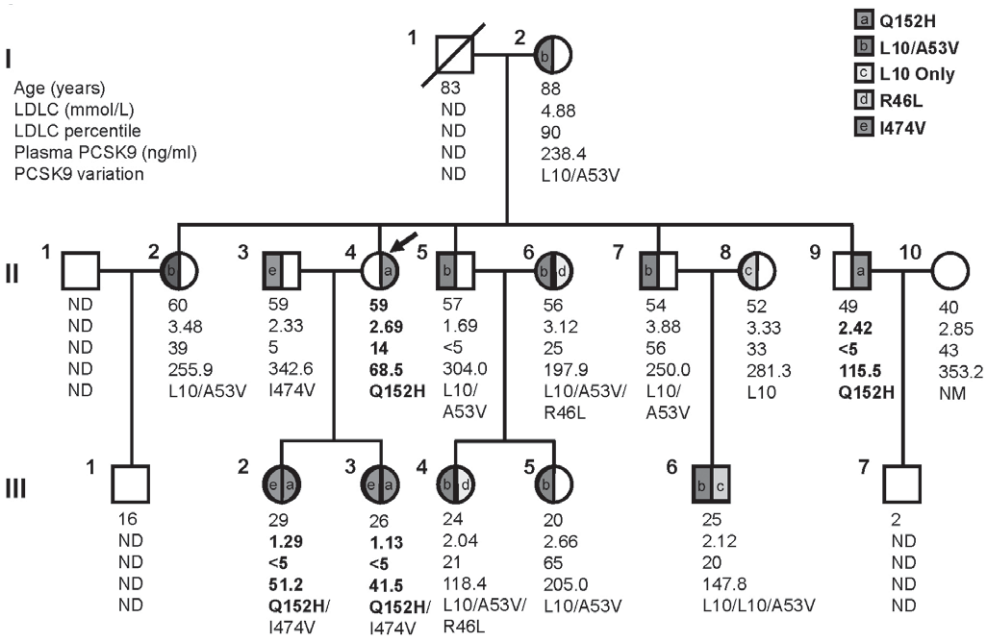 I
1
2
a Q152H
b L10/A53V
c L10 Only
d R46L
e I474V
b
Age (years) 83 88
LDLC (mmol/L) ND 4.88
LDLC percentile ND 90
Plasma PCSK9 (ng/ml) ND 238.4
PCSK9 variation ND L10/A53V
II
1 2 3 4 5 6 7 8 9 10
b e a b b d b c a
ND 60 59 59 57 56 54 52 49 40
ND 3.48 2.33 2.69 1.69 3.12 3.88 3.33 2.42 2.85
ND 39 5 14 <5 25 56 33 <5 43
ND 255.9 342.6 68.5 304.0 197.9 250.0 281.3 115.5 353.2
ND L10/A53V I474V Q152H L10/ L10/A53V/ L10/ L10 Q152H NM
A53V R46L A53V
III
1 2 3 4 5 6 7
e a e a b d b b c
16 29 26 24 20 25 2
ND 1.29 1.13 2.04 2.66 2.12 ND
ND <5 <5 21 65 20 ND
ND 51.2 41.5 118.4 205.0 147.8 ND
ND Q152H/ Q152H/ L10/A53V/ L10/A53V L10/L10/A53V ND
I474V I474V R46L